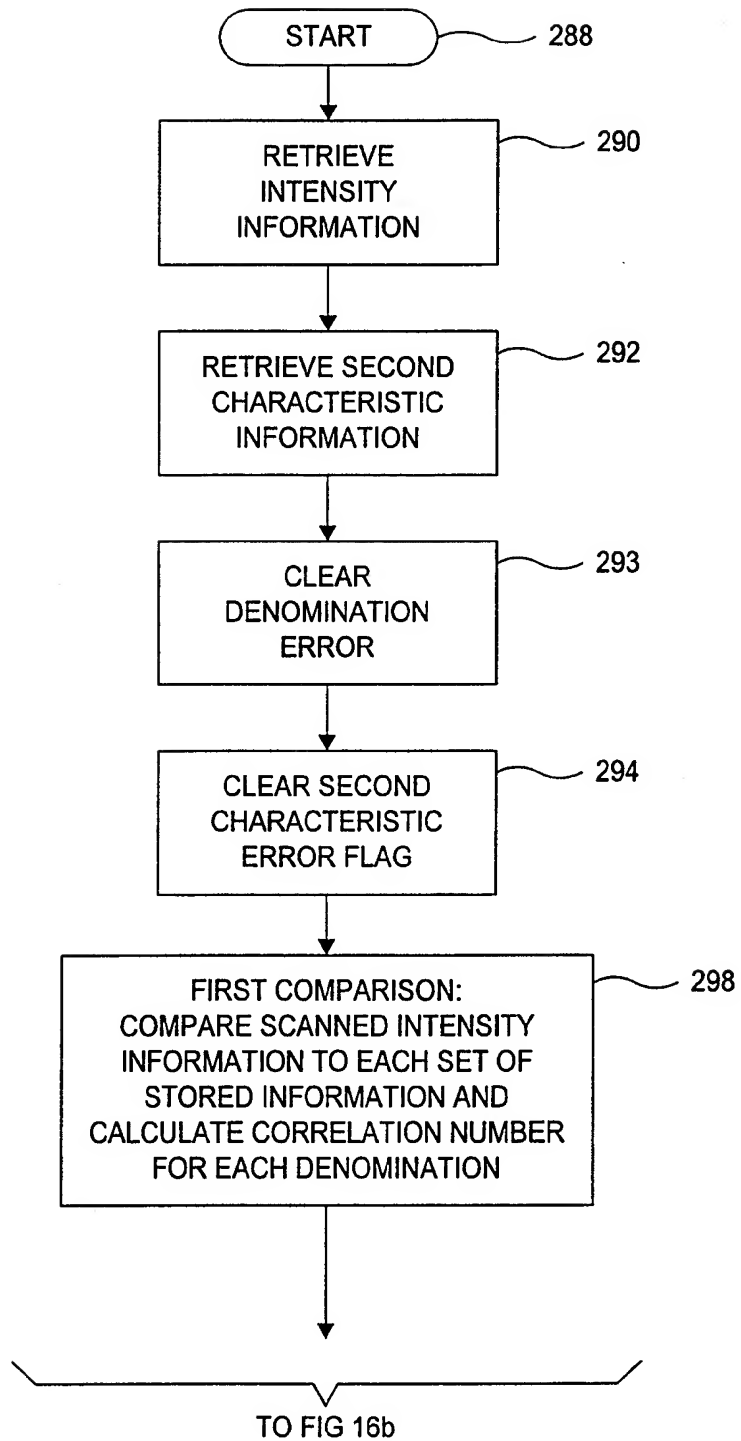 START
288
RETRIEVE
INTENSITY
INFORMATION
290
RETRIEVE SECOND
CHARACTERISTIC
INFORMATION
292
CLEAR
DENOMINATION
ERROR
293
CLEAR SECOND
CHARACTERISTIC
ERROR FLAG
294
FIRST COMPARISON:
COMPARE SCANNED INTENSITY
INFORMATION TO EACH SET OF
STORED INFORMATION AND
CALCULATE CORRELATION NUMBER
FOR EACH DENOMINATION
298
TO FIG 16b